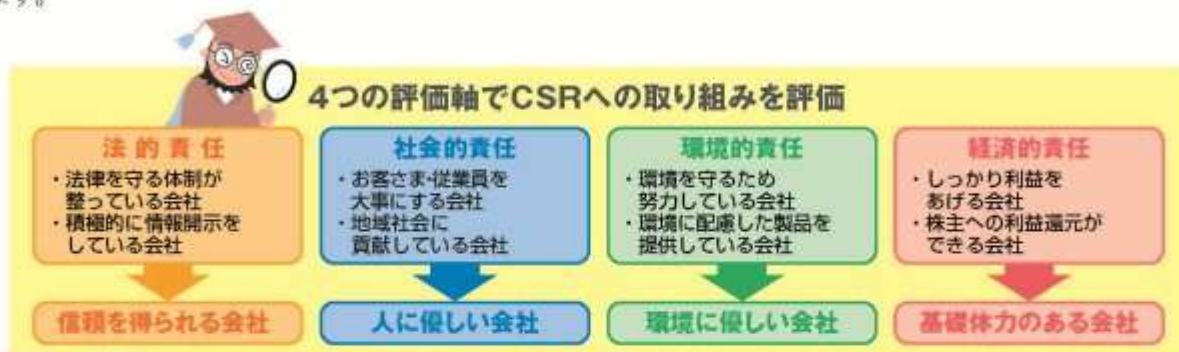 4つの評価軸でCSRへの取り組みを評価
法的責任
・法律を守る体制が
整っている会社
・積極的に情報開示を
している会社
信頼を得られる会社
社会的責任
・お客さま・従業員を
大事にする会社
・地域社会に
貢献している会社
人に優しい会社
環境的責任
・環境を守るため
努力している会社
・環境に配慮した製品を
提供している会社
環境に優しい会社
経済的責任
・しっかり利益を
あげる会社
・株主への利益還元が
できる会社
基礎体力のある会社